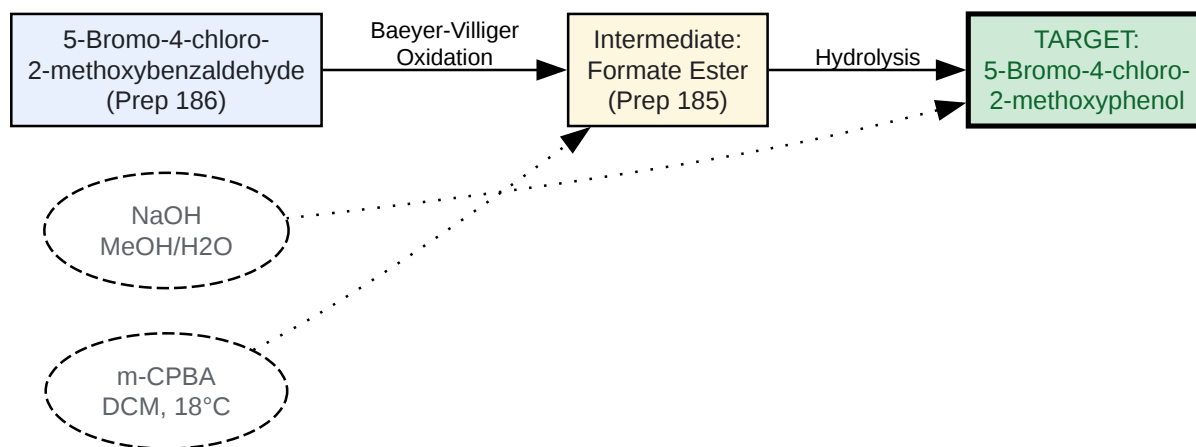 5-Bromo-4-chloro-
2-methoxybenzaldehyde
(Prep 186)
Baeyer-Villiger
Oxidation
Intermediate:
Formate Ester
(Prep 185)
Hydrolysis
TARGET:
5-Bromo-4-chloro-
2-methoxyphenol
NaOH
MeOH/H2O
m-CPBA
DCM, 18°C